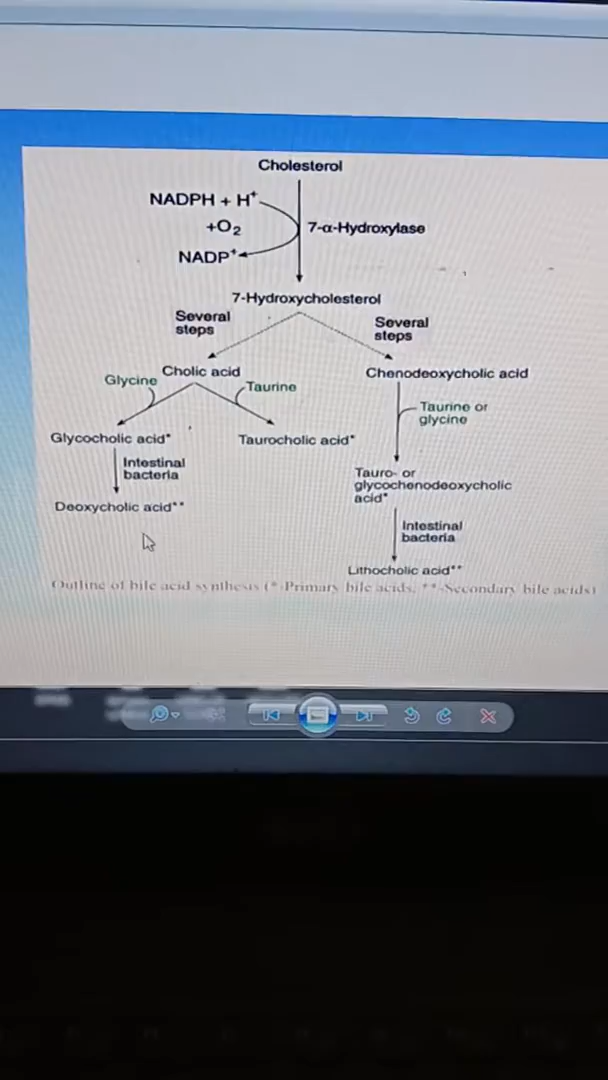 Cholesterol
NADPH + H⁺
+O₂
NADP⁺
7-α-Hydroxylase
7-Hydroxycholesterol
Several
steps
Several
steps
Cholic acid
Chenodeoxycholic acid
Glycine
Taurine
Taurine or
glycine
Glycocholic acid*
Taurocholic acid*
Intestinal
bacteria
Tauro- or
glycochenodeoxycholic
acid*
Deoxycholic acid**
Intestinal
bacteria
Lithocholic acid**
Outline of bile acid synthesis (*-Primary bile acids, **-Secondary bile acids)